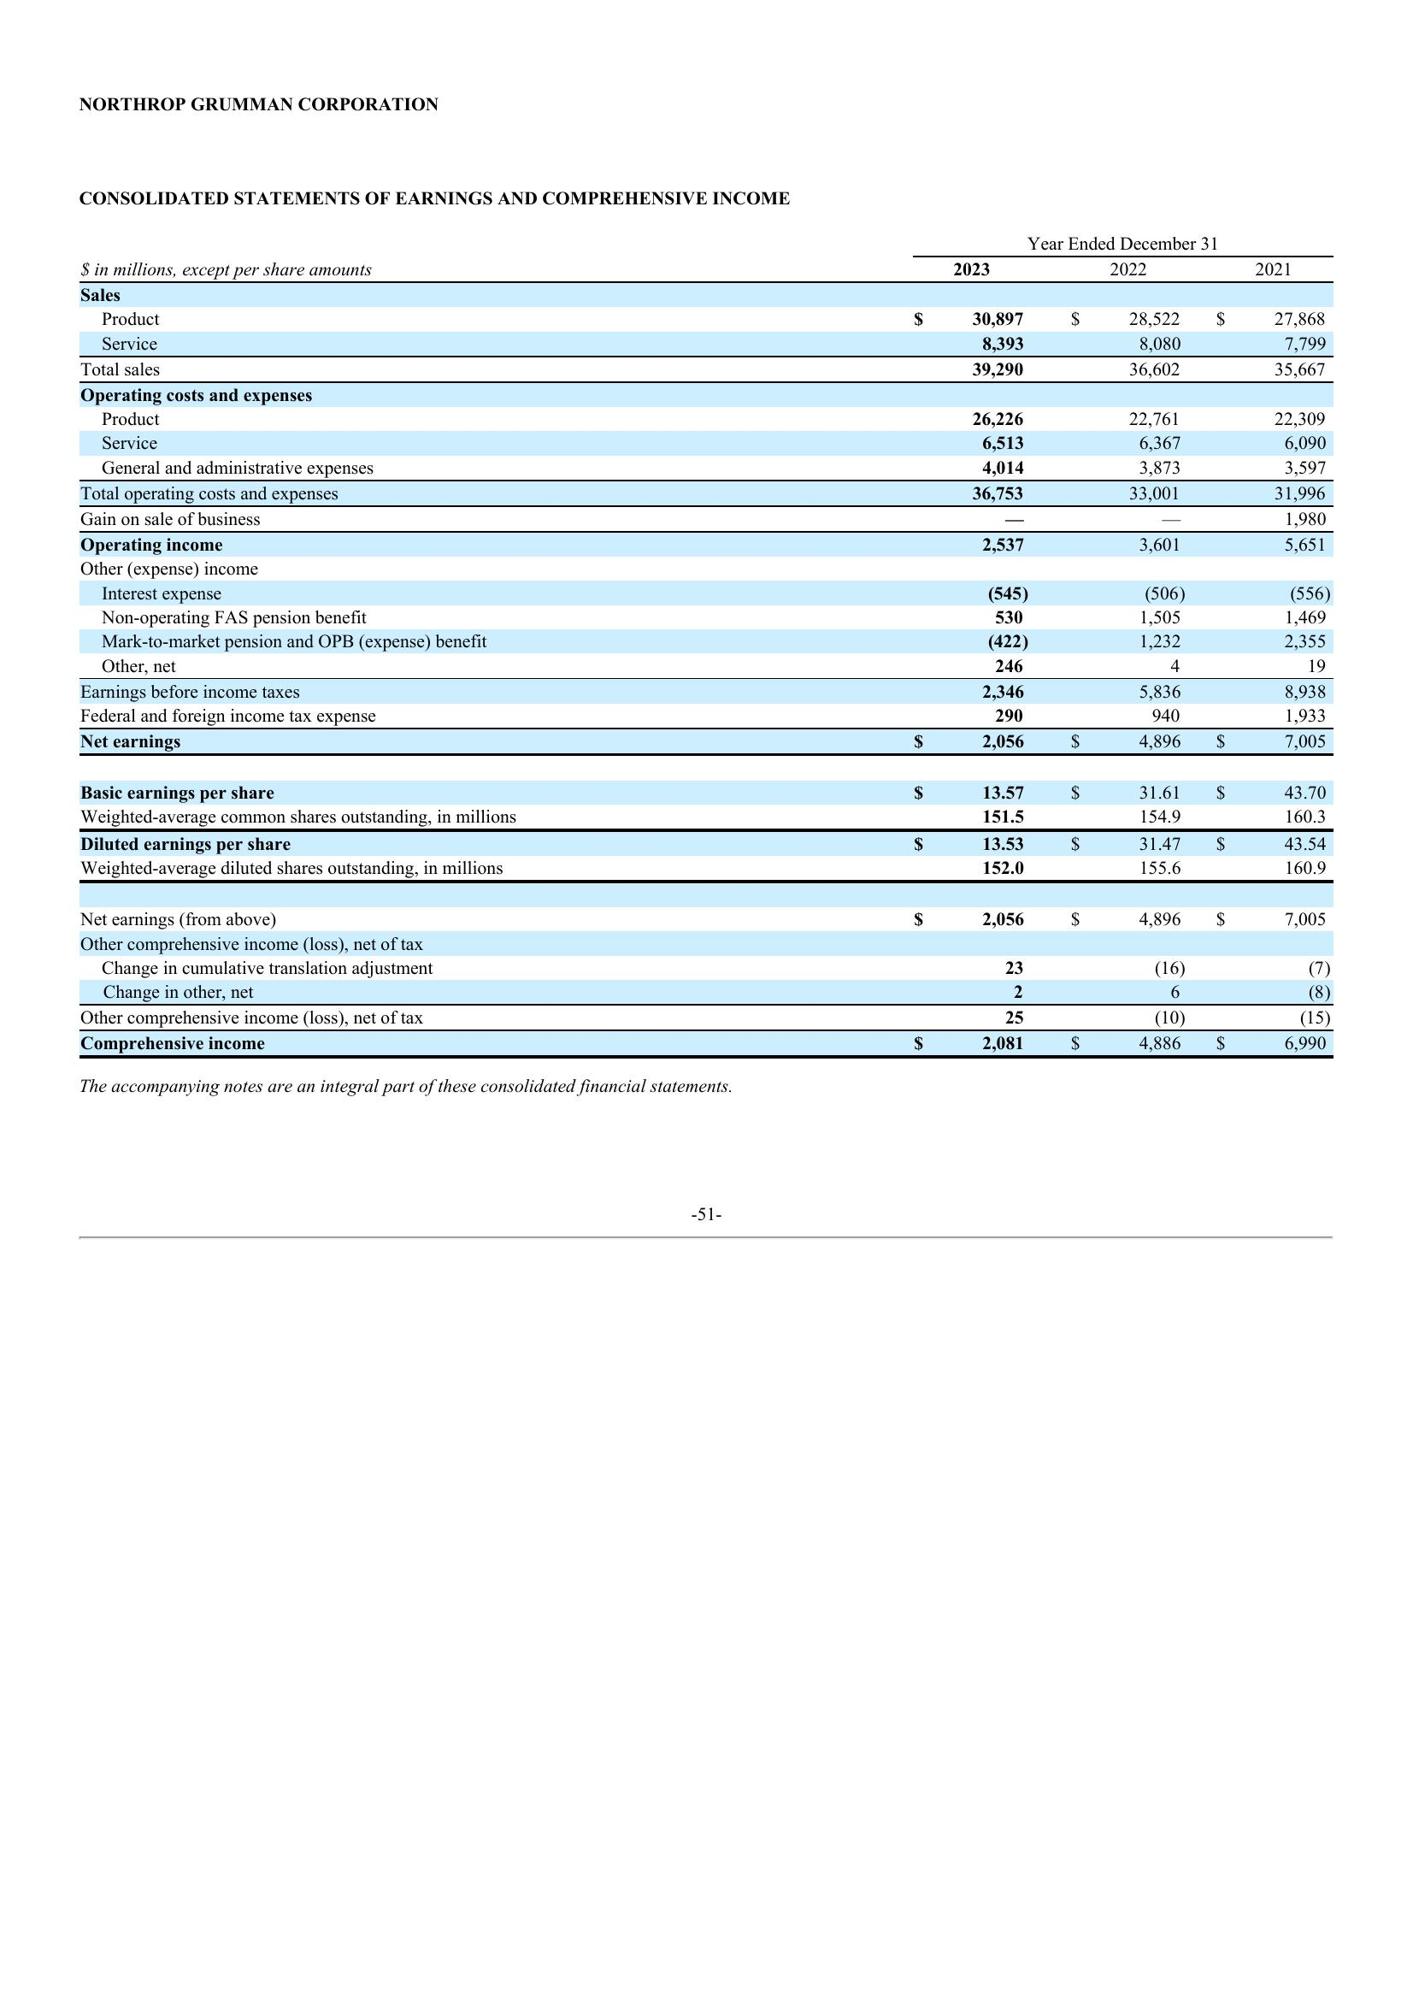 NORTHROP GRUMMAN CORPORATION
CONSOLIDATED STATEMENTS OF EARNINGS AND COMPREHENSIVE INCOME
Year Ended December 31
$ in millions, except per share amounts 2023 2022 2021
Sales
Product $ 30,897 $ 28,522 $ 27,868
Service 8,393 8,080 7,799
Total sales 39,290 36,602 35,667
Operating costs and expenses
Product 26,226 22,761 22,309
Service 6,513 6,367 6,090
General and administrative expenses 4,014 3,873 3,597
Total operating costs and expenses 36,753 33,001 31,996
Gain on sale of business — — 1,980
Operating income 2,537 3,601 5,651
Other (expense) income
Interest expense (545) (506) (556)
Non-operating FAS pension benefit 530 1,505 1,469
Mark-to-market pension and OPB (expense) benefit (422) 1,232 2,355
Other, net 246 4 19
Earnings before income taxes 2,346 5,836 8,938
Federal and foreign income tax expense 290 940 1,933
Net earnings $ 2,056 $ 4,896 $ 7,005
Basic earnings per share $ 13.57 $ 31.61 $ 43.70
Weighted-average common shares outstanding, in millions 151.5 154.9 160.3
Diluted earnings per share $ 13.53 $ 31.47 $ 43.54
Weighted-average diluted shares outstanding, in millions 152.0 155.6 160.9
Net earnings (from above) $ 2,056 $ 4,896 $ 7,005
Other comprehensive income (loss), net of tax
Change in cumulative translation adjustment 23 (16) (7)
Change in other, net 2 6 (8)
Other comprehensive income (loss), net of tax 25 (10) (15)
Comprehensive income $ 2,081 $ 4,886 $ 6,990
The accompanying notes are an integral part of these consolidated financial statements.
-51-